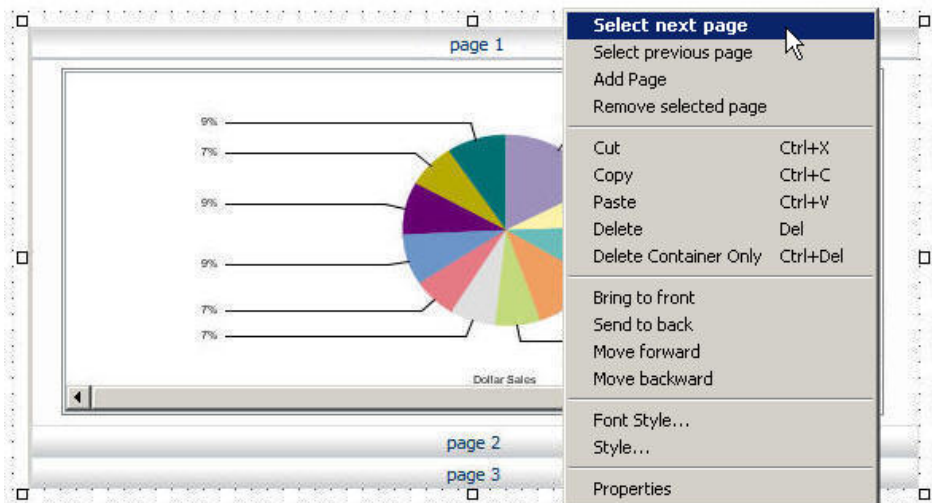 page 1
9%
7%
9%
9%
7%
7%
Dollar Sales
page 2
page 3
Select next page
Select previous page
Add Page
Remove selected page
Cut Ctrl+X
Copy Ctrl+C
Paste Ctrl+V
Delete Del
Delete Container Only Ctrl+Del
Bring to front
Send to back
Move forward
Move backward
Font Style...
Style...
Properties